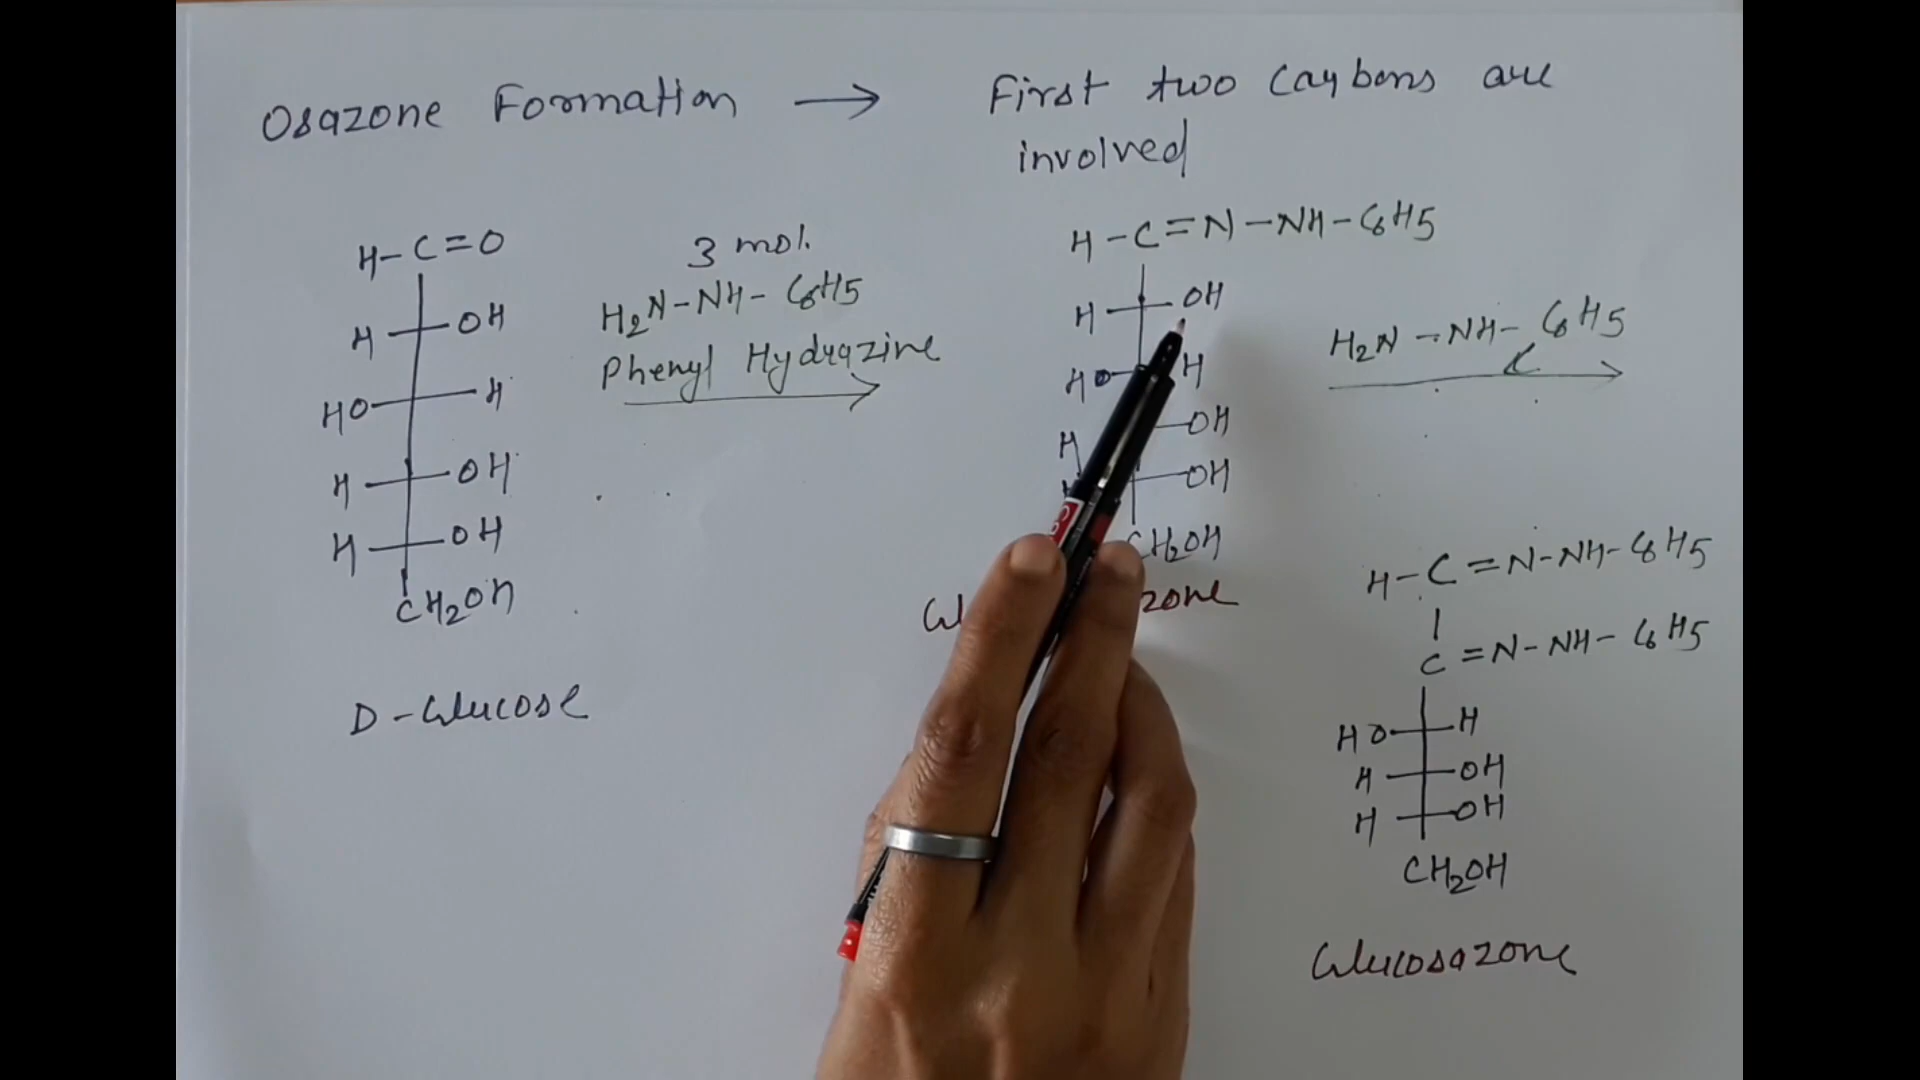 Osazone Formation → First two Carbons are
involved
H-C=O
H OH
HO H
H OH
H OH
CH2OH
D-Glucose
3 mol.
H2N-NH-C6H5
Phenyl Hydrazine
H-C=N-NH-C6H5
H OH
HO H
H OH
OH
CH2OH
zone
H2N-NH-C6H5
H-C=N-NH-C6H5
C=N-NH-C6H5
HO H
H OH
H OH
CH2OH
Glucosazone